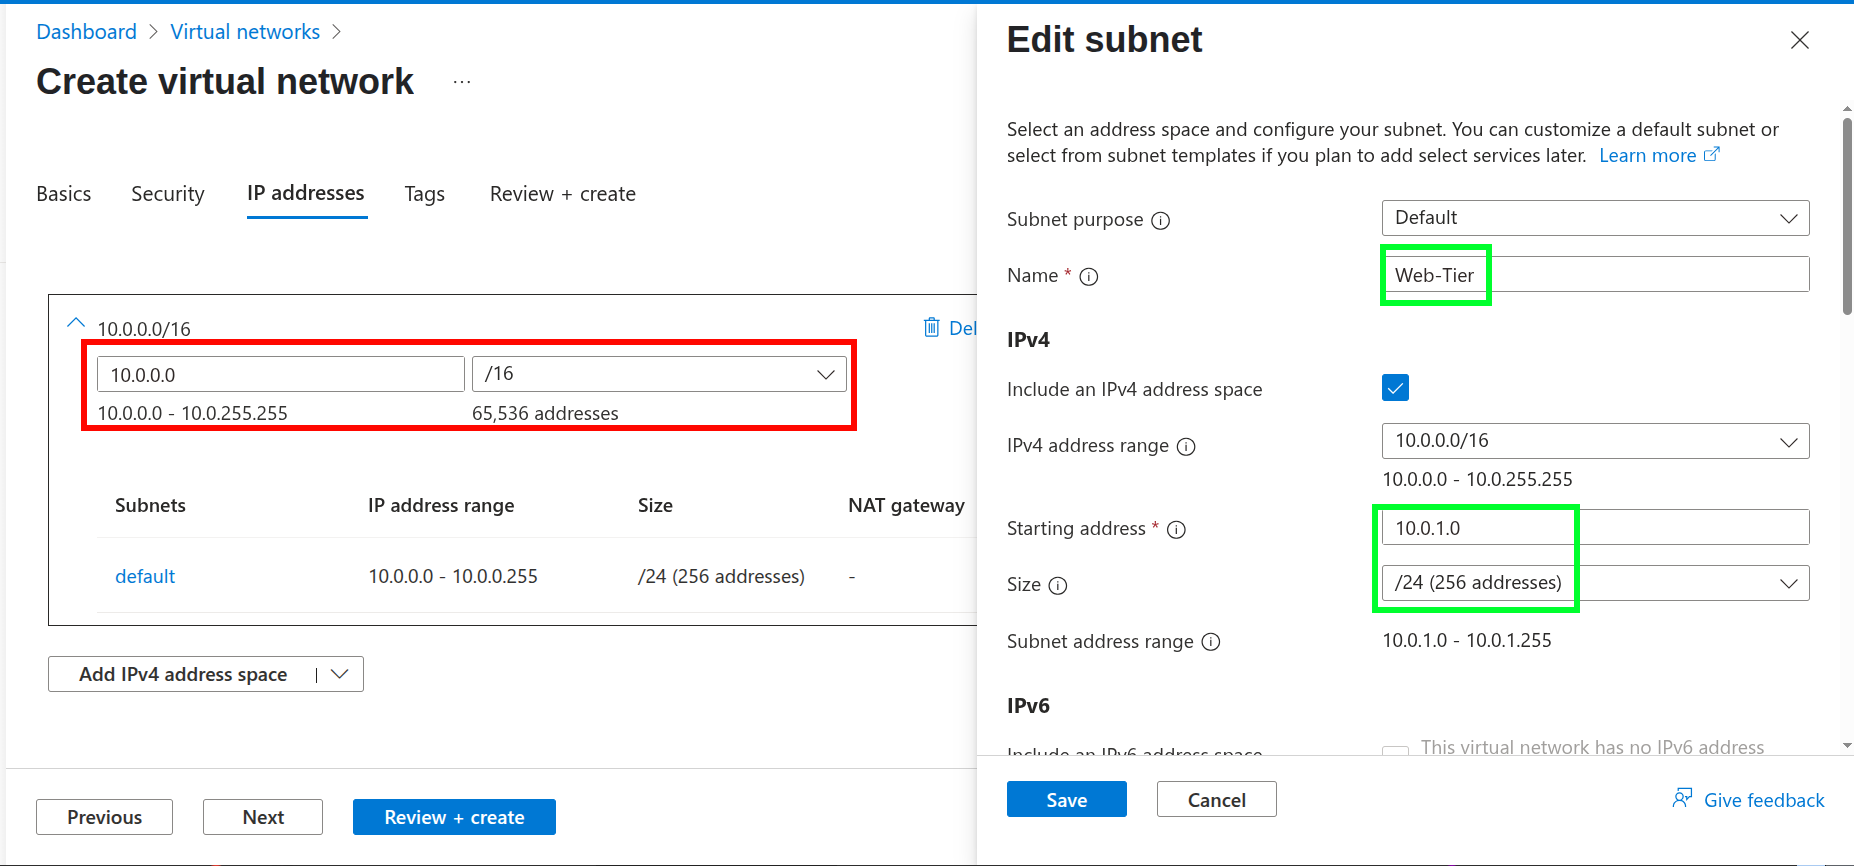 Dashboard > Virtual networks >
Create virtual network ...
Basics Security IP addresses Tags Review + create
10.0.0.0/16 Del
10.0.0.0 /16
10.0.0.0 - 10.0.255.255 65,536 addresses
Subnets IP address range Size NAT gateway
default 10.0.0.0 - 10.0.0.255 /24 (256 addresses) -
Add IPv4 address space |
Previous Next Review + create
Edit subnet
Select an address space and configure your subnet. You can customize a default subnet or
select from subnet templates if you plan to add select services later. Learn more
Subnet purpose Default
Name * Web-Tier
IPv4
Include an IPv4 address space
IPv4 address range 10.0.0.0/16
10.0.0.0 - 10.0.255.255
Starting address * 10.0.1.0
Size /24 (256 addresses)
Subnet address range 10.0.1.0 - 10.0.1.255
IPv6
Include an IPv6 address space This virtual network has no IPv6 address
Save Cancel Give feedback